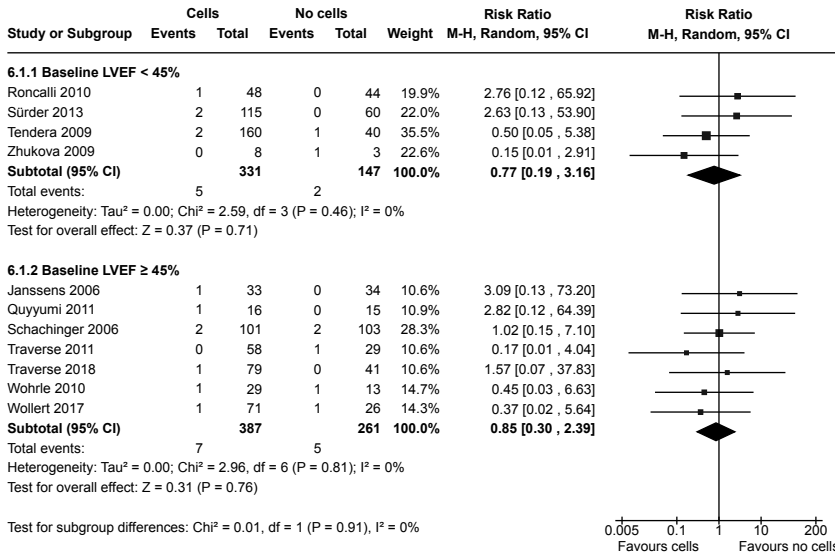 Cells No cells Risk Ratio Risk Ratio
Study or Subgroup Events Total Events Total Weight M-H, Random, 95% CI M-H, Random, 95% CI
6.1.1 Baseline LVEF < 45%
Roncalli 2010 1 48 0 44 19.9% 2.76 [0.12 , 65.92]
Sürder 2013 2 115 0 60 22.0% 2.63 [0.13 , 53.90]
Tendera 2009 2 160 1 40 35.5% 0.50 [0.05 , 5.38]
Zhukova 2009 0 8 1 3 22.6% 0.15 [0.01 , 2.91]
Subtotal (95% CI) 331 147 100.0% 0.77 [0.19 , 3.16]
Total events: 5 2
Heterogeneity: Tau² = 0.00; Chi² = 2.59, df = 3 (P = 0.46); I² = 0%
Test for overall effect: Z = 0.37 (P = 0.71)
6.1.2 Baseline LVEF ≥ 45%
Janssens 2006 1 33 0 34 10.6% 3.09 [0.13 , 73.20]
Quyyumi 2011 1 16 0 15 10.9% 2.82 [0.12 , 64.39]
Schachinger 2006 2 101 2 103 28.3% 1.02 [0.15 , 7.10]
Traverse 2011 0 58 1 29 10.6% 0.17 [0.01 , 4.04]
Traverse 2018 1 79 0 41 10.6% 1.57 [0.07 , 37.83]
Wohrle 2010 1 29 1 13 14.7% 0.45 [0.03 , 6.63]
Wollert 2017 1 71 1 26 14.3% 0.37 [0.02 , 5.64]
Subtotal (95% CI) 387 261 100.0% 0.85 [0.30 , 2.39]
Total events: 7 5
Heterogeneity: Tau² = 0.00; Chi² = 2.96, df = 6 (P = 0.81); I² = 0%
Test for overall effect: Z = 0.31 (P = 0.76)
Test for subgroup differences: Chi² = 0.01, df = 1 (P = 0.91), I² = 0%
0.005 0.1 1 10 200
Favours cells Favours no cells